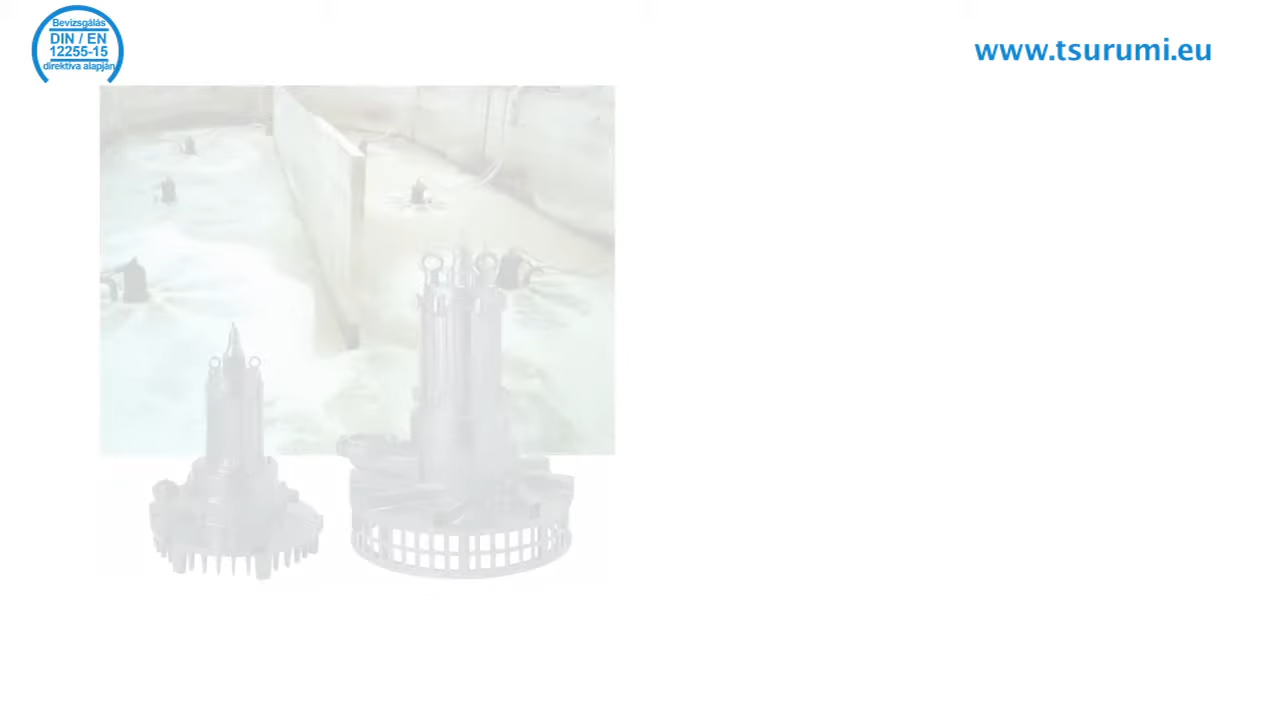 Bevizsgálás
DIN / EN
12255-15
direktíva alapján
www.tsurumi.eu